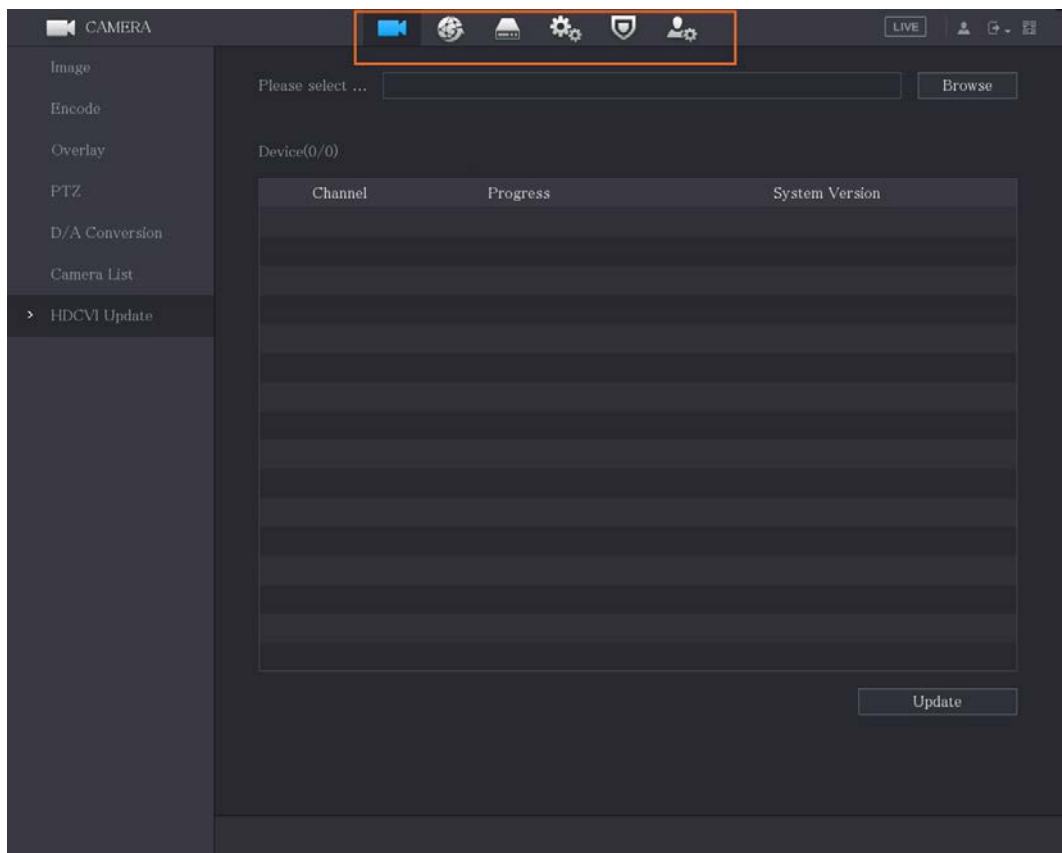 CAMERA
LIVE
Image
Encode
Overlay
PTZ
D/A Conversion
Camera List
HDCVI Update
Please select ...
Browse
Device(0/0)
Channel Progress System Version
Update